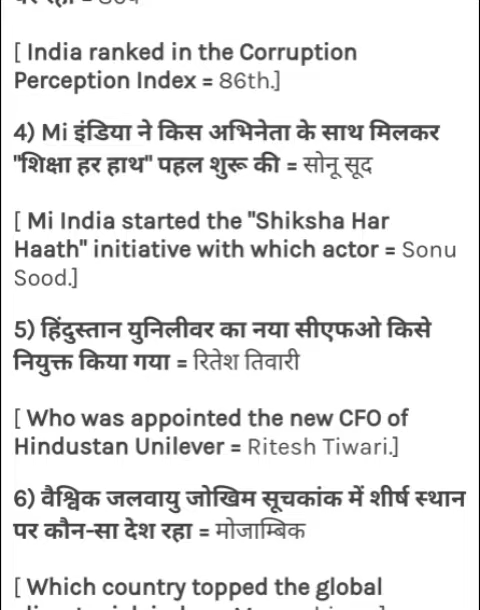 [ India ranked in the Corruption
Perception Index = 86th.]
4) Mi इंडिया ने किस अभिनेता के साथ मिलकर
"शिक्षा हर हाथ" पहल शुरू की = सोनू सूद
[ Mi India started the "Shiksha Har
Haath" initiative with which actor = Sonu
Sood.]
5) हिंदुस्तान युनिलीवर का नया सीएफओ किसे
नियुक्त किया गया = रितेश तिवारी
[ Who was appointed the new CFO of
Hindustan Unilever = Ritesh Tiwari.]
6) वैश्विक जलवायु जोखिम सूचकांक में शीर्ष स्थान
पर कौन-सा देश रहा = मोजाम्बिक
[ Which country topped the global